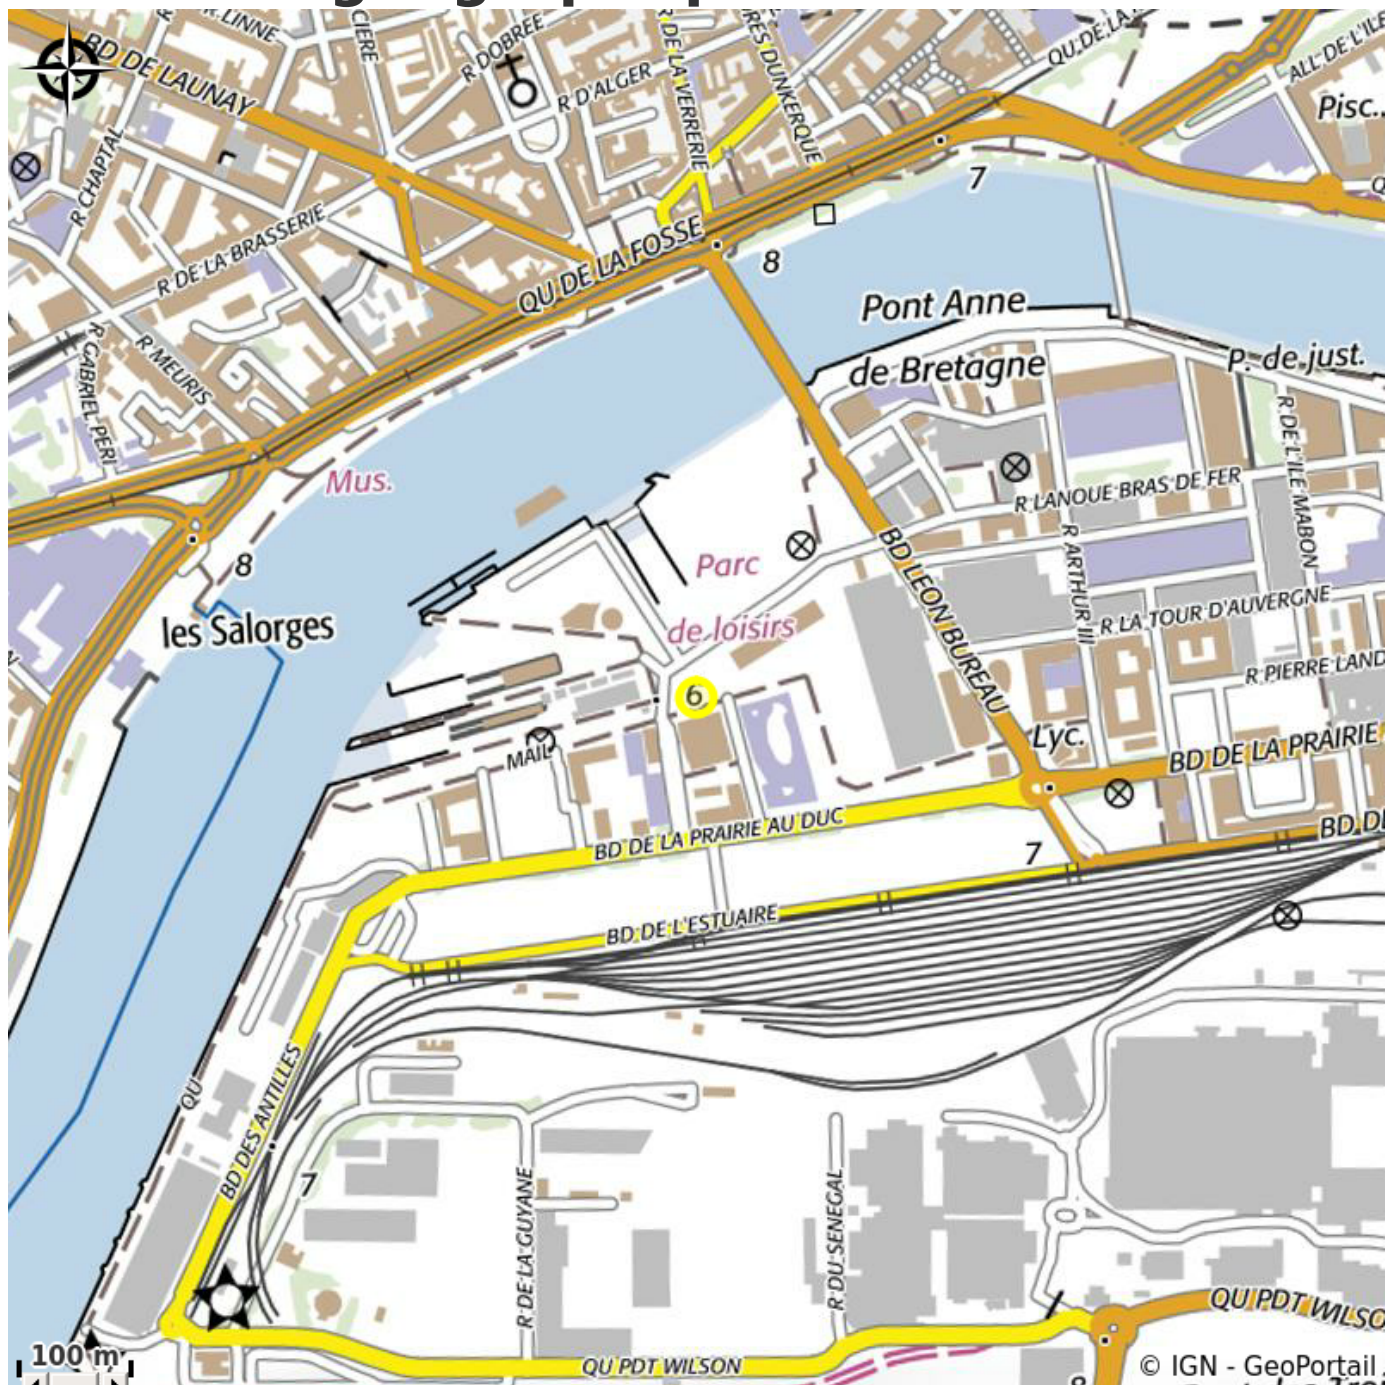 BD DE LAUNAY
R LINNE
CIERE
R DOBREE
R D'ALGER
R DE LA VERRERIE
RES DUNKERQUE
QU DE LA
ALL DE L'ILE
Pisc.
R CHAPTAL
7
R DE LA BRASSERIE
QU DE LA FOSSE
8
Pont Anne
de Bretagne
P. de just.
R GABRIEL PERI
R MEURIS
R DE L'ILE MABON
Mus.
R LANOUE BRAS DE FER
8
Parc
de loisirs
BD LEON BUREAU
R ARTHUR III
R LA TOUR D'AUVERGNE
les Salorges
R PIERRE LAND
6
Lyc.
MAIL
BD DE LA PRAIRIE
BD DE LA PRAIRIE AU DUC
7
BD DE
BD DE L'ESTUAIRE
QU
BD DES ANTILLES
7
R DE LA GUYANE
R DU SENEGAL
QU PDT WILSO
100 m
QU PDT WILSON
© IGN - GeoPortail